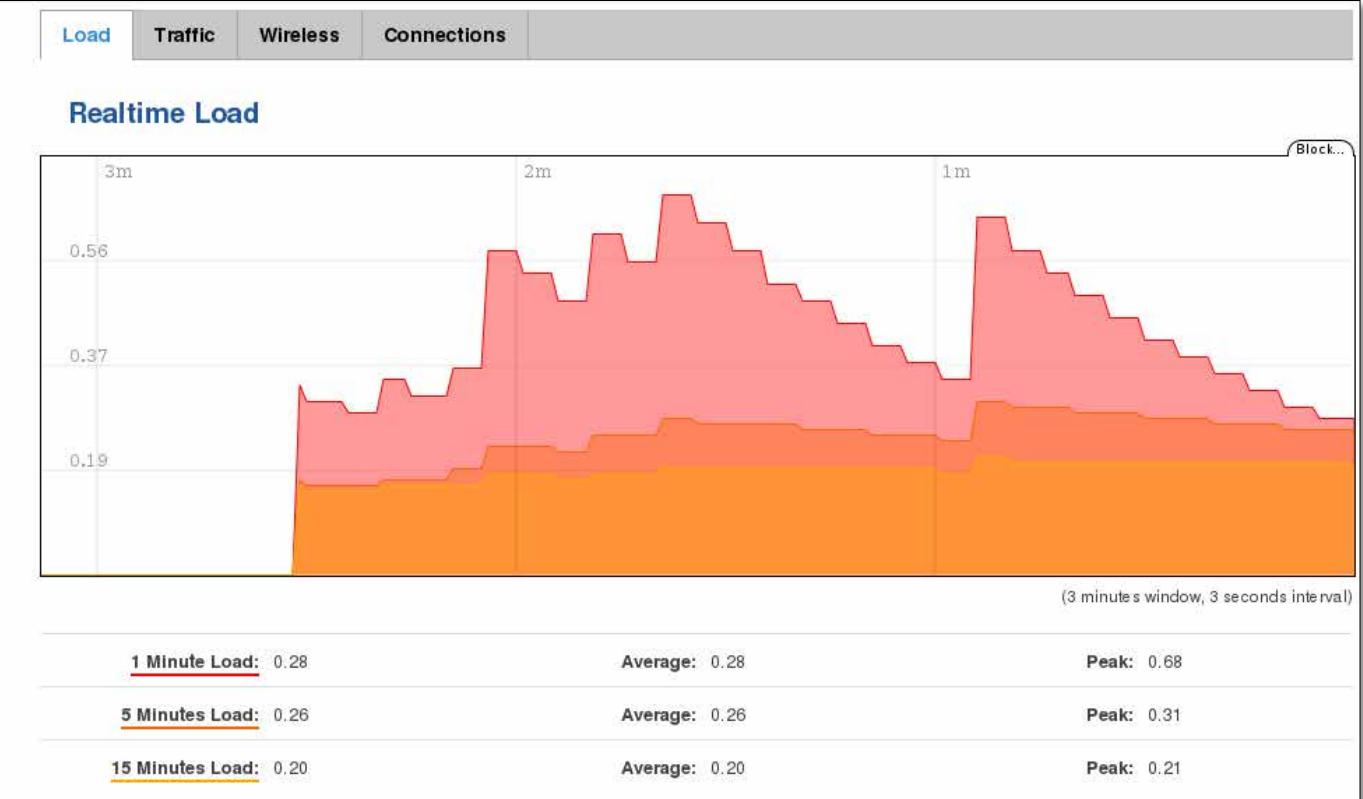 Load Traffic Wireless Connections
Realtime Load
Block...
3m 2m 1m
0.56
0.37
0.19
(3 minutes window, 3 seconds interval)
1 Minute Load: 0.28 Average: 0.28 Peak: 0.68
5 Minutes Load: 0.26 Average: 0.26 Peak: 0.31
15 Minutes Load: 0.20 Average: 0.20 Peak: 0.21